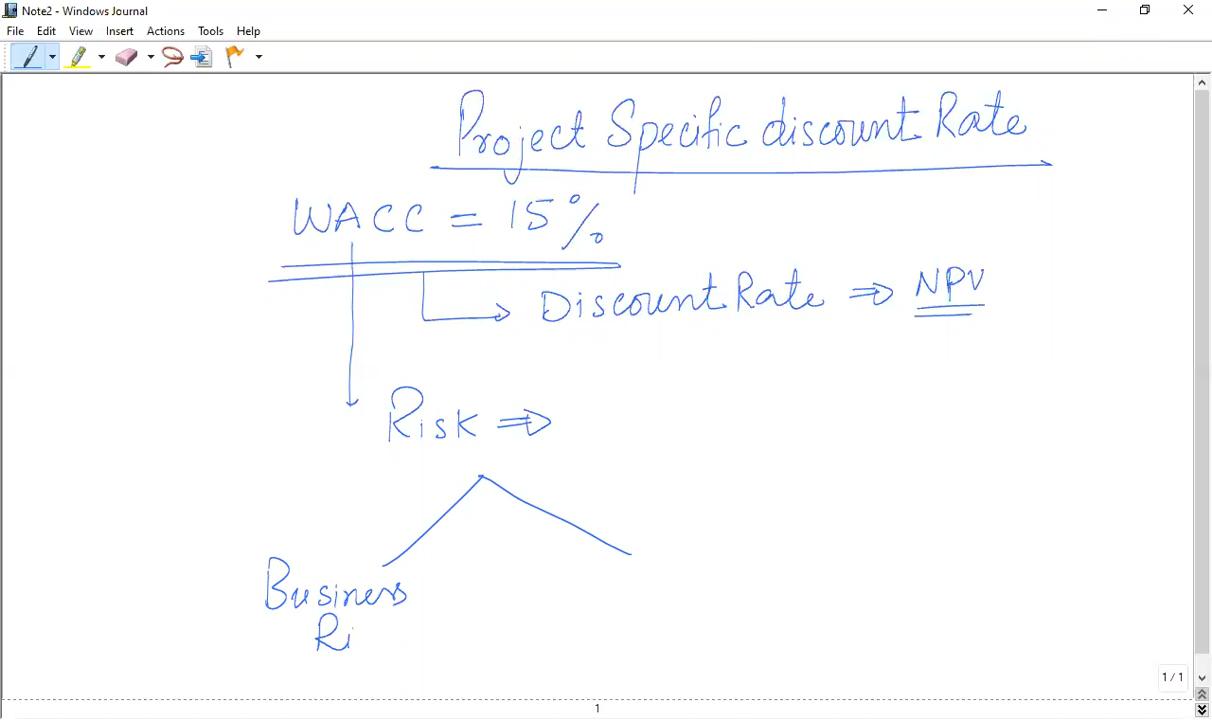 Note2 - Windows Journal
File Edit View Insert Actions Tools Help
Project Specific discount Rate
WACC = 15%
Discount Rate ⇒ NPV
Risk ⇒
Business
Ri
1 / 1
1